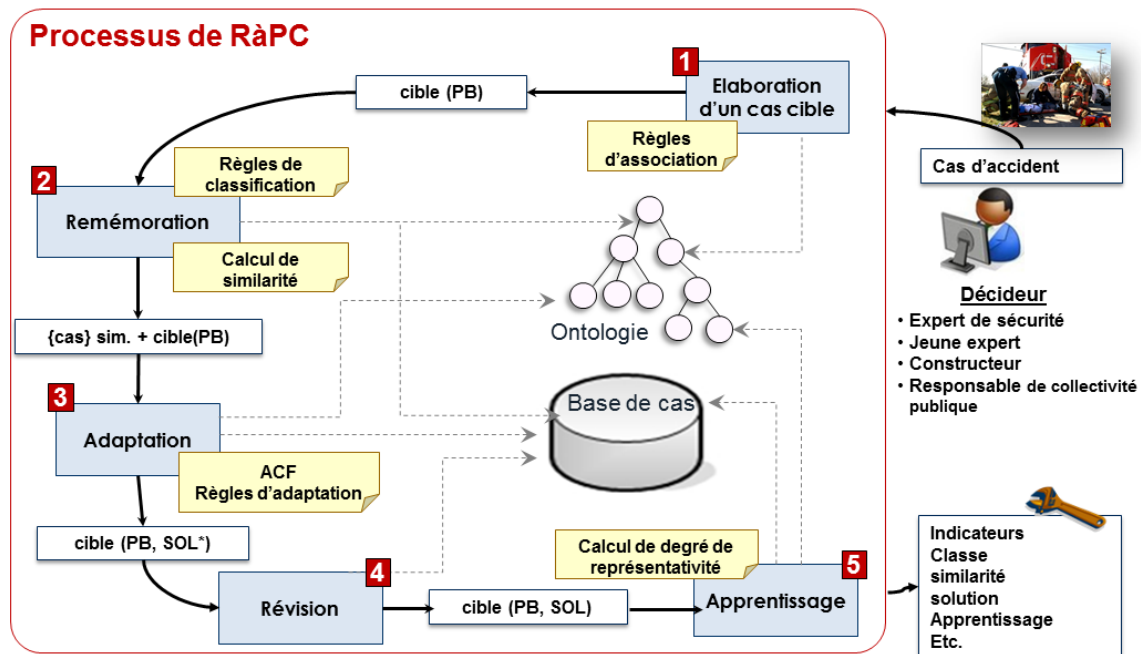 Processus de RàPC
1
Elaboration
d'un cas cible
cible (PB)
Règles
d'association
Cas d'accident
Règles de
classification
2
Remémoration
Calcul de
similarité
Décideur
• Expert de sécurité
• Jeune expert
• Constructeur
• Responsable de collectivité
publique
{cas} sim. + cible(PB)
Ontologie
3
Adaptation
Base de cas
ACF
Règles d'adaptation
cible (PB, SOL*)
Calcul de degré de
représentativité
4
Révision
cible (PB, SOL)
5
Apprentissage
Indicateurs
Classe
similarité
solution
Apprentissage
Etc.